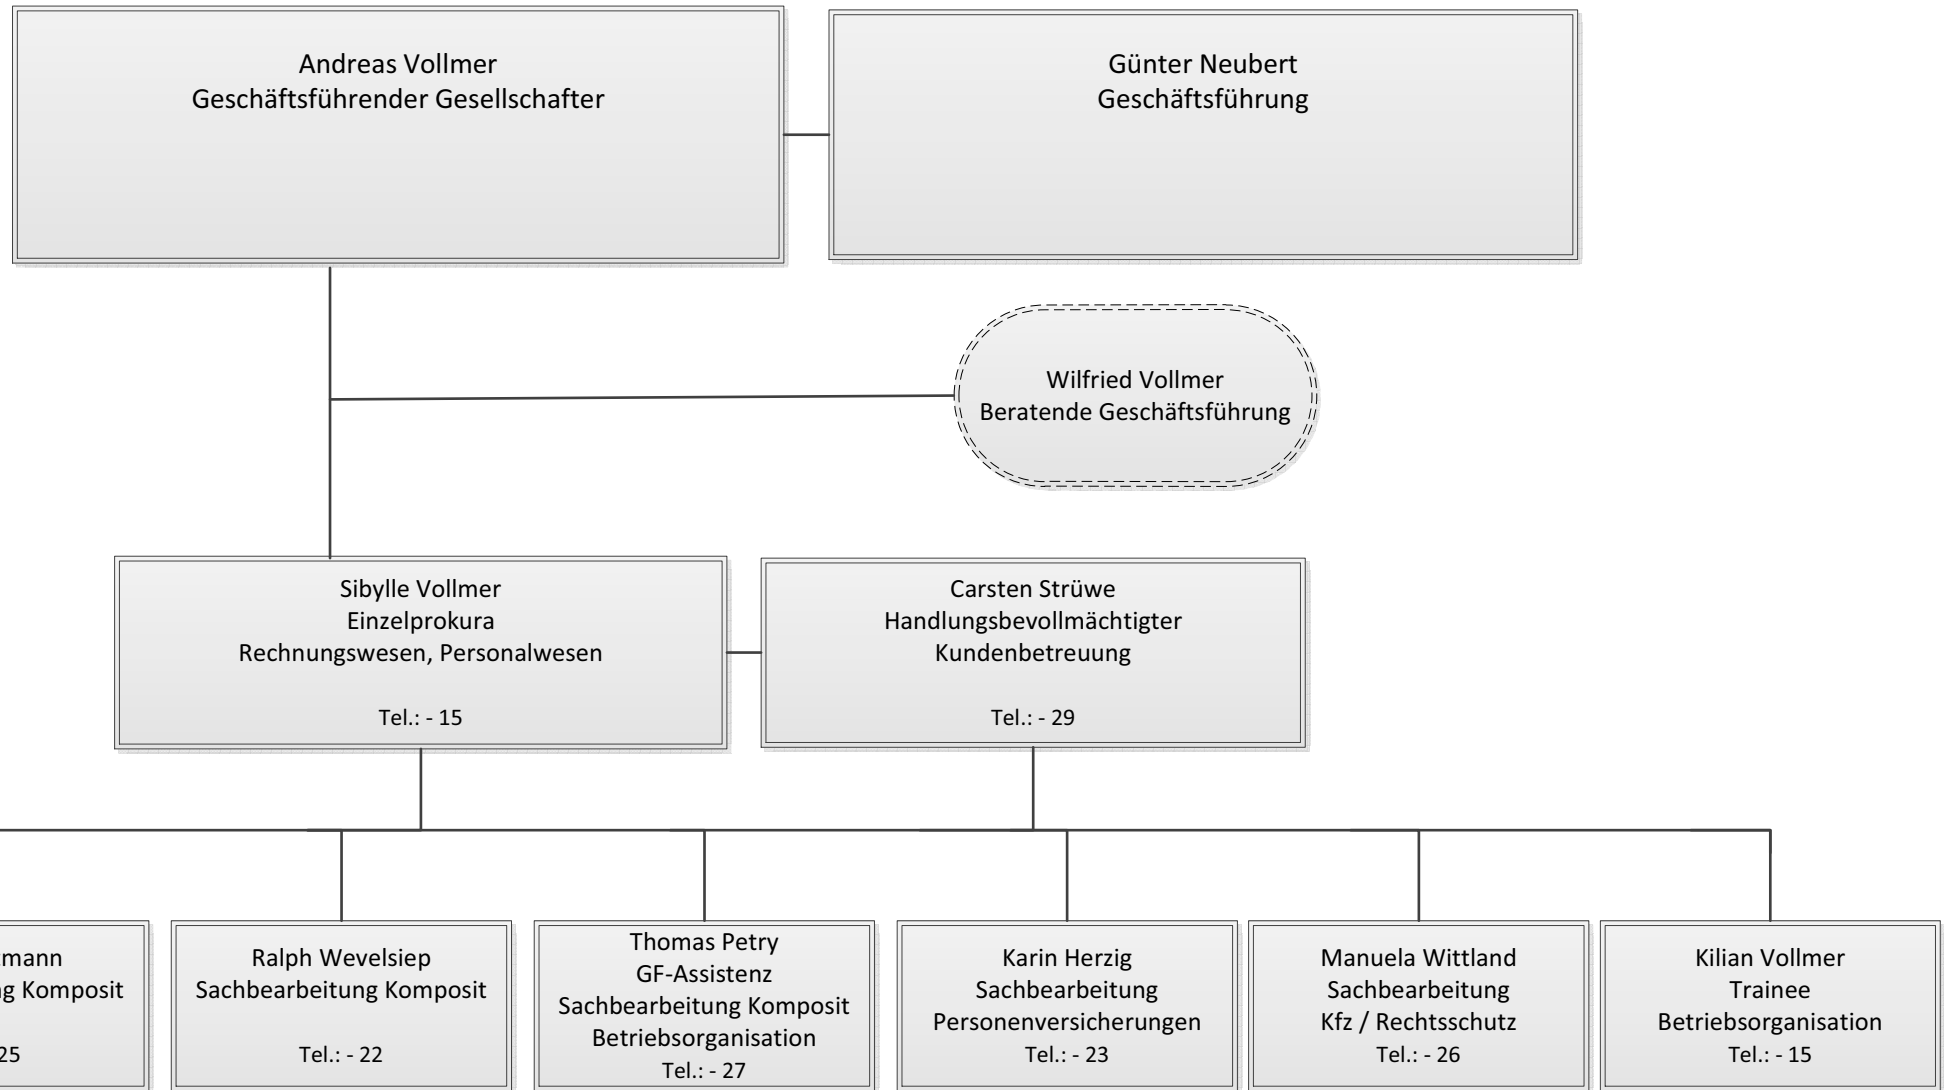 Andreas Vollmer
Geschäftsführender Gesellschafter
Günter Neubert
Geschäftsführung
Wilfried Vollmer
Beratende Geschäftsführung
Sibylle Vollmer
Einzelprokura
Rechnungswesen, Personalwesen
Tel.: - 15
Carsten Strüwe
Handlungsbevollmächtigter
Kundenbetreuung
Tel.: - 29
Komposit
25
Ralph Wevelsiep
Sachbearbeitung Komposit
Tel.: - 22
Thomas Petry
GF-Assistenz
Sachbearbeitung Komposit
Betriebsorganisation
Tel.: - 27
Karin Herzig
Sachbearbeitung
Personenversicherungen
Tel.: - 23
Manuela Wittland
Sachbearbeitung
Kfz / Rechtsschutz
Tel.: - 26
Kilian Vollmer
Trainee
Betriebsorganisation
Tel.: - 15